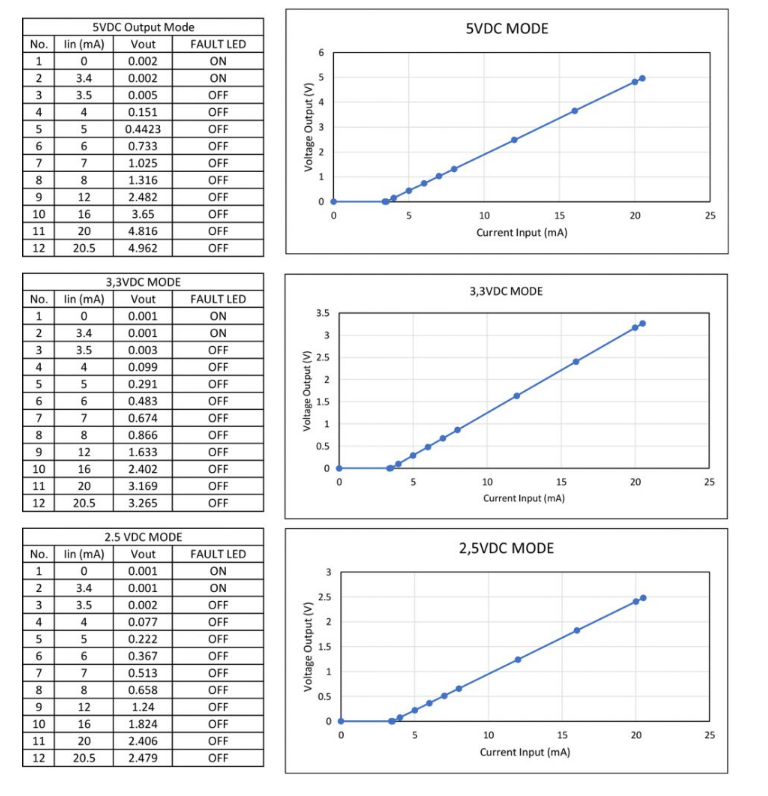 5VDC Output Mode
No. Iin (mA) Vout FAULT LED
1 0 0.002 ON
2 3.4 0.002 ON
3 3.5 0.005 OFF
4 4 0.151 OFF
5 5 0.4423 OFF
6 6 0.733 OFF
7 7 1.025 OFF
8 8 1.316 OFF
9 12 2.482 OFF
10 16 3.65 OFF
11 20 4.816 OFF
12 20.5 4.962 OFF
5VDC MODE
6
5
4
3
2
1
0
Voltage Output (V)
0 5 10 15 20 25
Current Input (mA)
3,3VDC MODE
No. Iin (mA) Vout FAULT LED
1 0 0.001 ON
2 3.4 0.001 ON
3 3.5 0.003 OFF
4 4 0.099 OFF
5 5 0.291 OFF
6 6 0.483 OFF
7 7 0.674 OFF
8 8 0.866 OFF
9 12 1.633 OFF
10 16 2.402 OFF
11 20 3.169 OFF
12 20.5 3.265 OFF
3,3VDC MODE
3.5
3
2.5
2
1.5
1
0.5
0
Voltage Output (V)
0 5 10 15 20 25
Current Input (mA)
2.5 VDC MODE
No. Iin (mA) Vout FAULT LED
1 0 0.001 ON
2 3.4 0.001 ON
3 3.5 0.002 OFF
4 4 0.077 OFF
5 5 0.222 OFF
6 6 0.367 OFF
7 7 0.513 OFF
8 8 0.658 OFF
9 12 1.24 OFF
10 16 1.824 OFF
11 20 2.406 OFF
12 20.5 2.479 OFF
2,5VDC MODE
3
2.5
2
1.5
1
0.5
0
Voltage Output (V)
0 5 10 15 20 25
Current Input (mA)